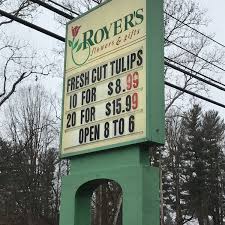 ROYER'S
flowers & gifts
FRESH CUT TULIPS
10 FOR $8.99
20 FOR $15.99
OPEN 8 TO 6